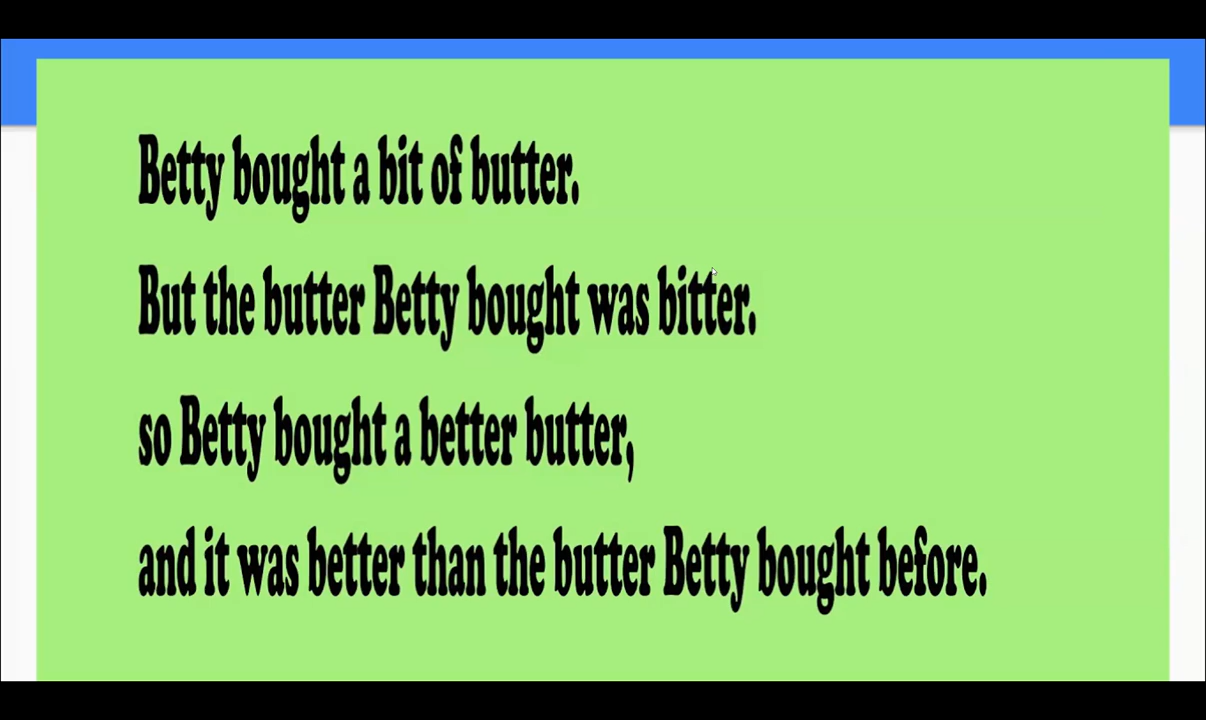 Betty bought a bit of butter.
But the butter Betty bought was bitter.
so Betty bought a better butter,
and it was better than the butter Betty bought before.